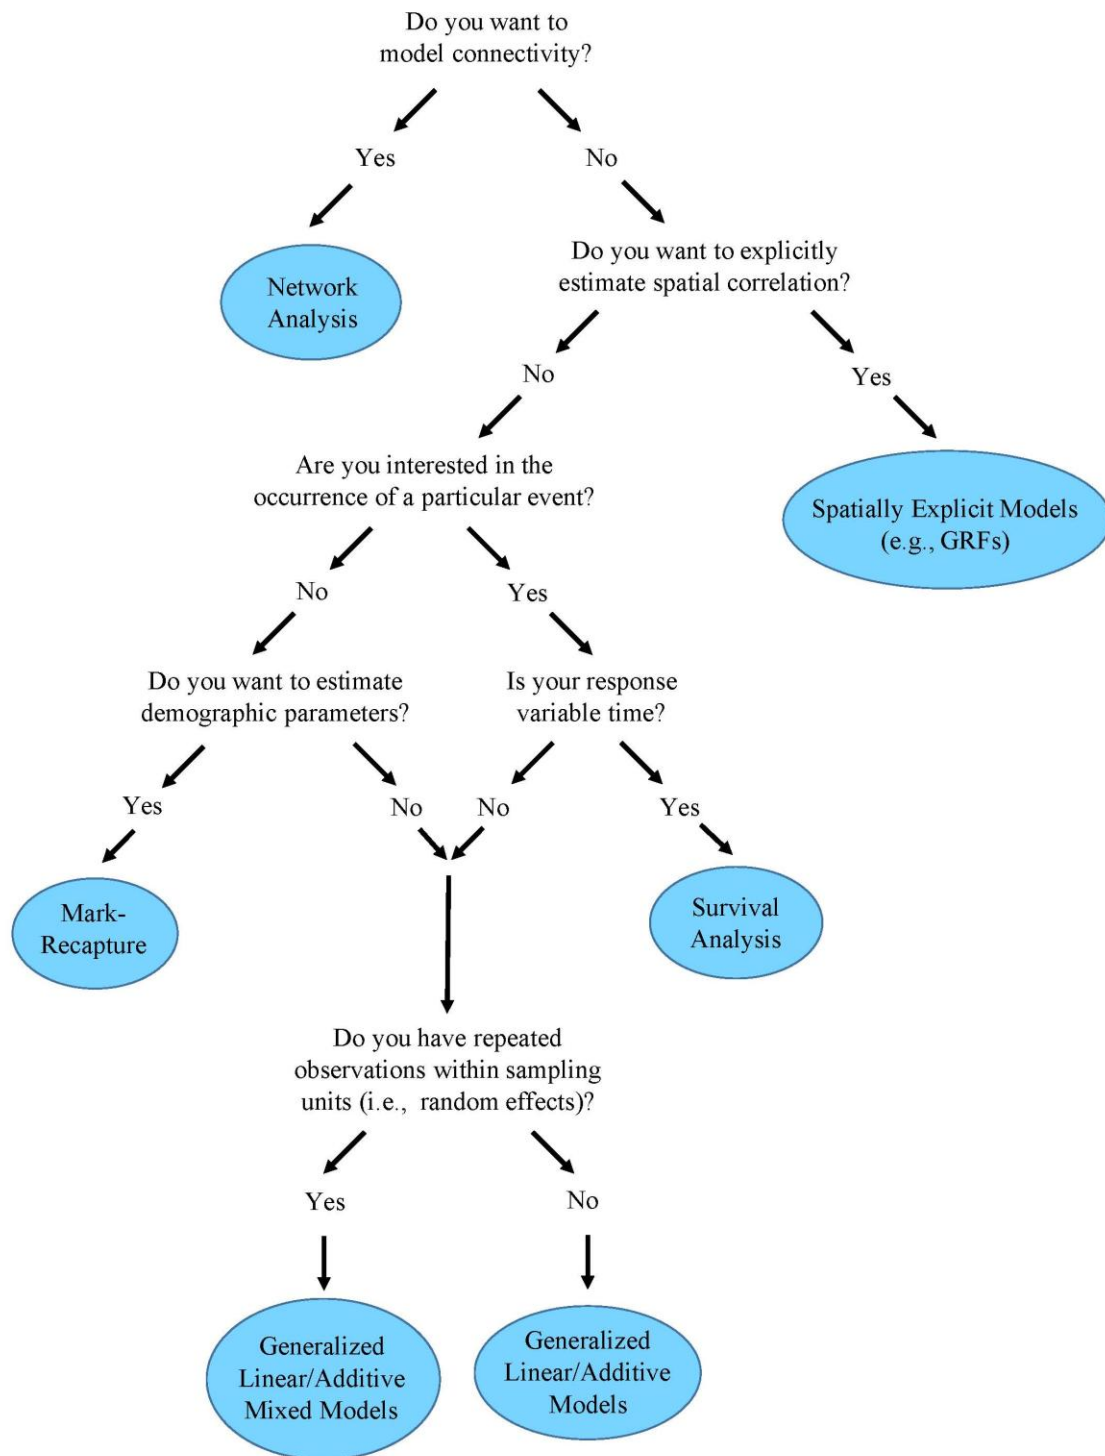 Do you want to
model connectivity?
Yes
No
Network
Analysis
Do you want to explicitly
estimate spatial correlation?
No
Yes
Are you interested in the
occurrence of a particular event?
Spatially Explicit Models
(e.g., GRFs)
No
Yes
Do you want to estimate
demographic parameters?
Is your response
variable time?
Yes
No
No
Yes
Mark-
Recapture
Survival
Analysis
Do you have repeated
observations within sampling
units (i.e., random effects)?
Yes
No
Generalized
Linear/Additive
Mixed Models
Generalized
Linear/Additive
Models